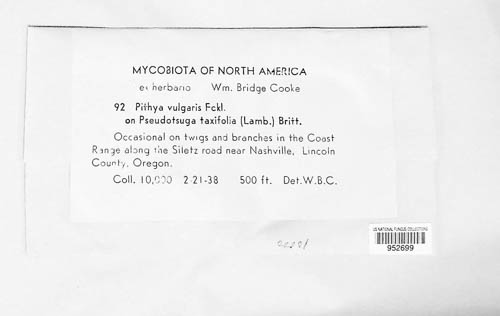 MYCOBIOTA OF NORTH AMERICA
ex herbario Wm. Bridge Cooke
92 Pithya vulgaris Fckl.
on Pseudotsuga taxifolia (Lamb.) Britt.
Occasional on twigs and branches in the Coast
Range along the Siletz road near Nashville, Lincoln
County, Oregon.
Coll. 10,000 2-21-38 500 ft. Det. W.B.C.
US NATIONAL FUNGUS COLLECTIONS
952699